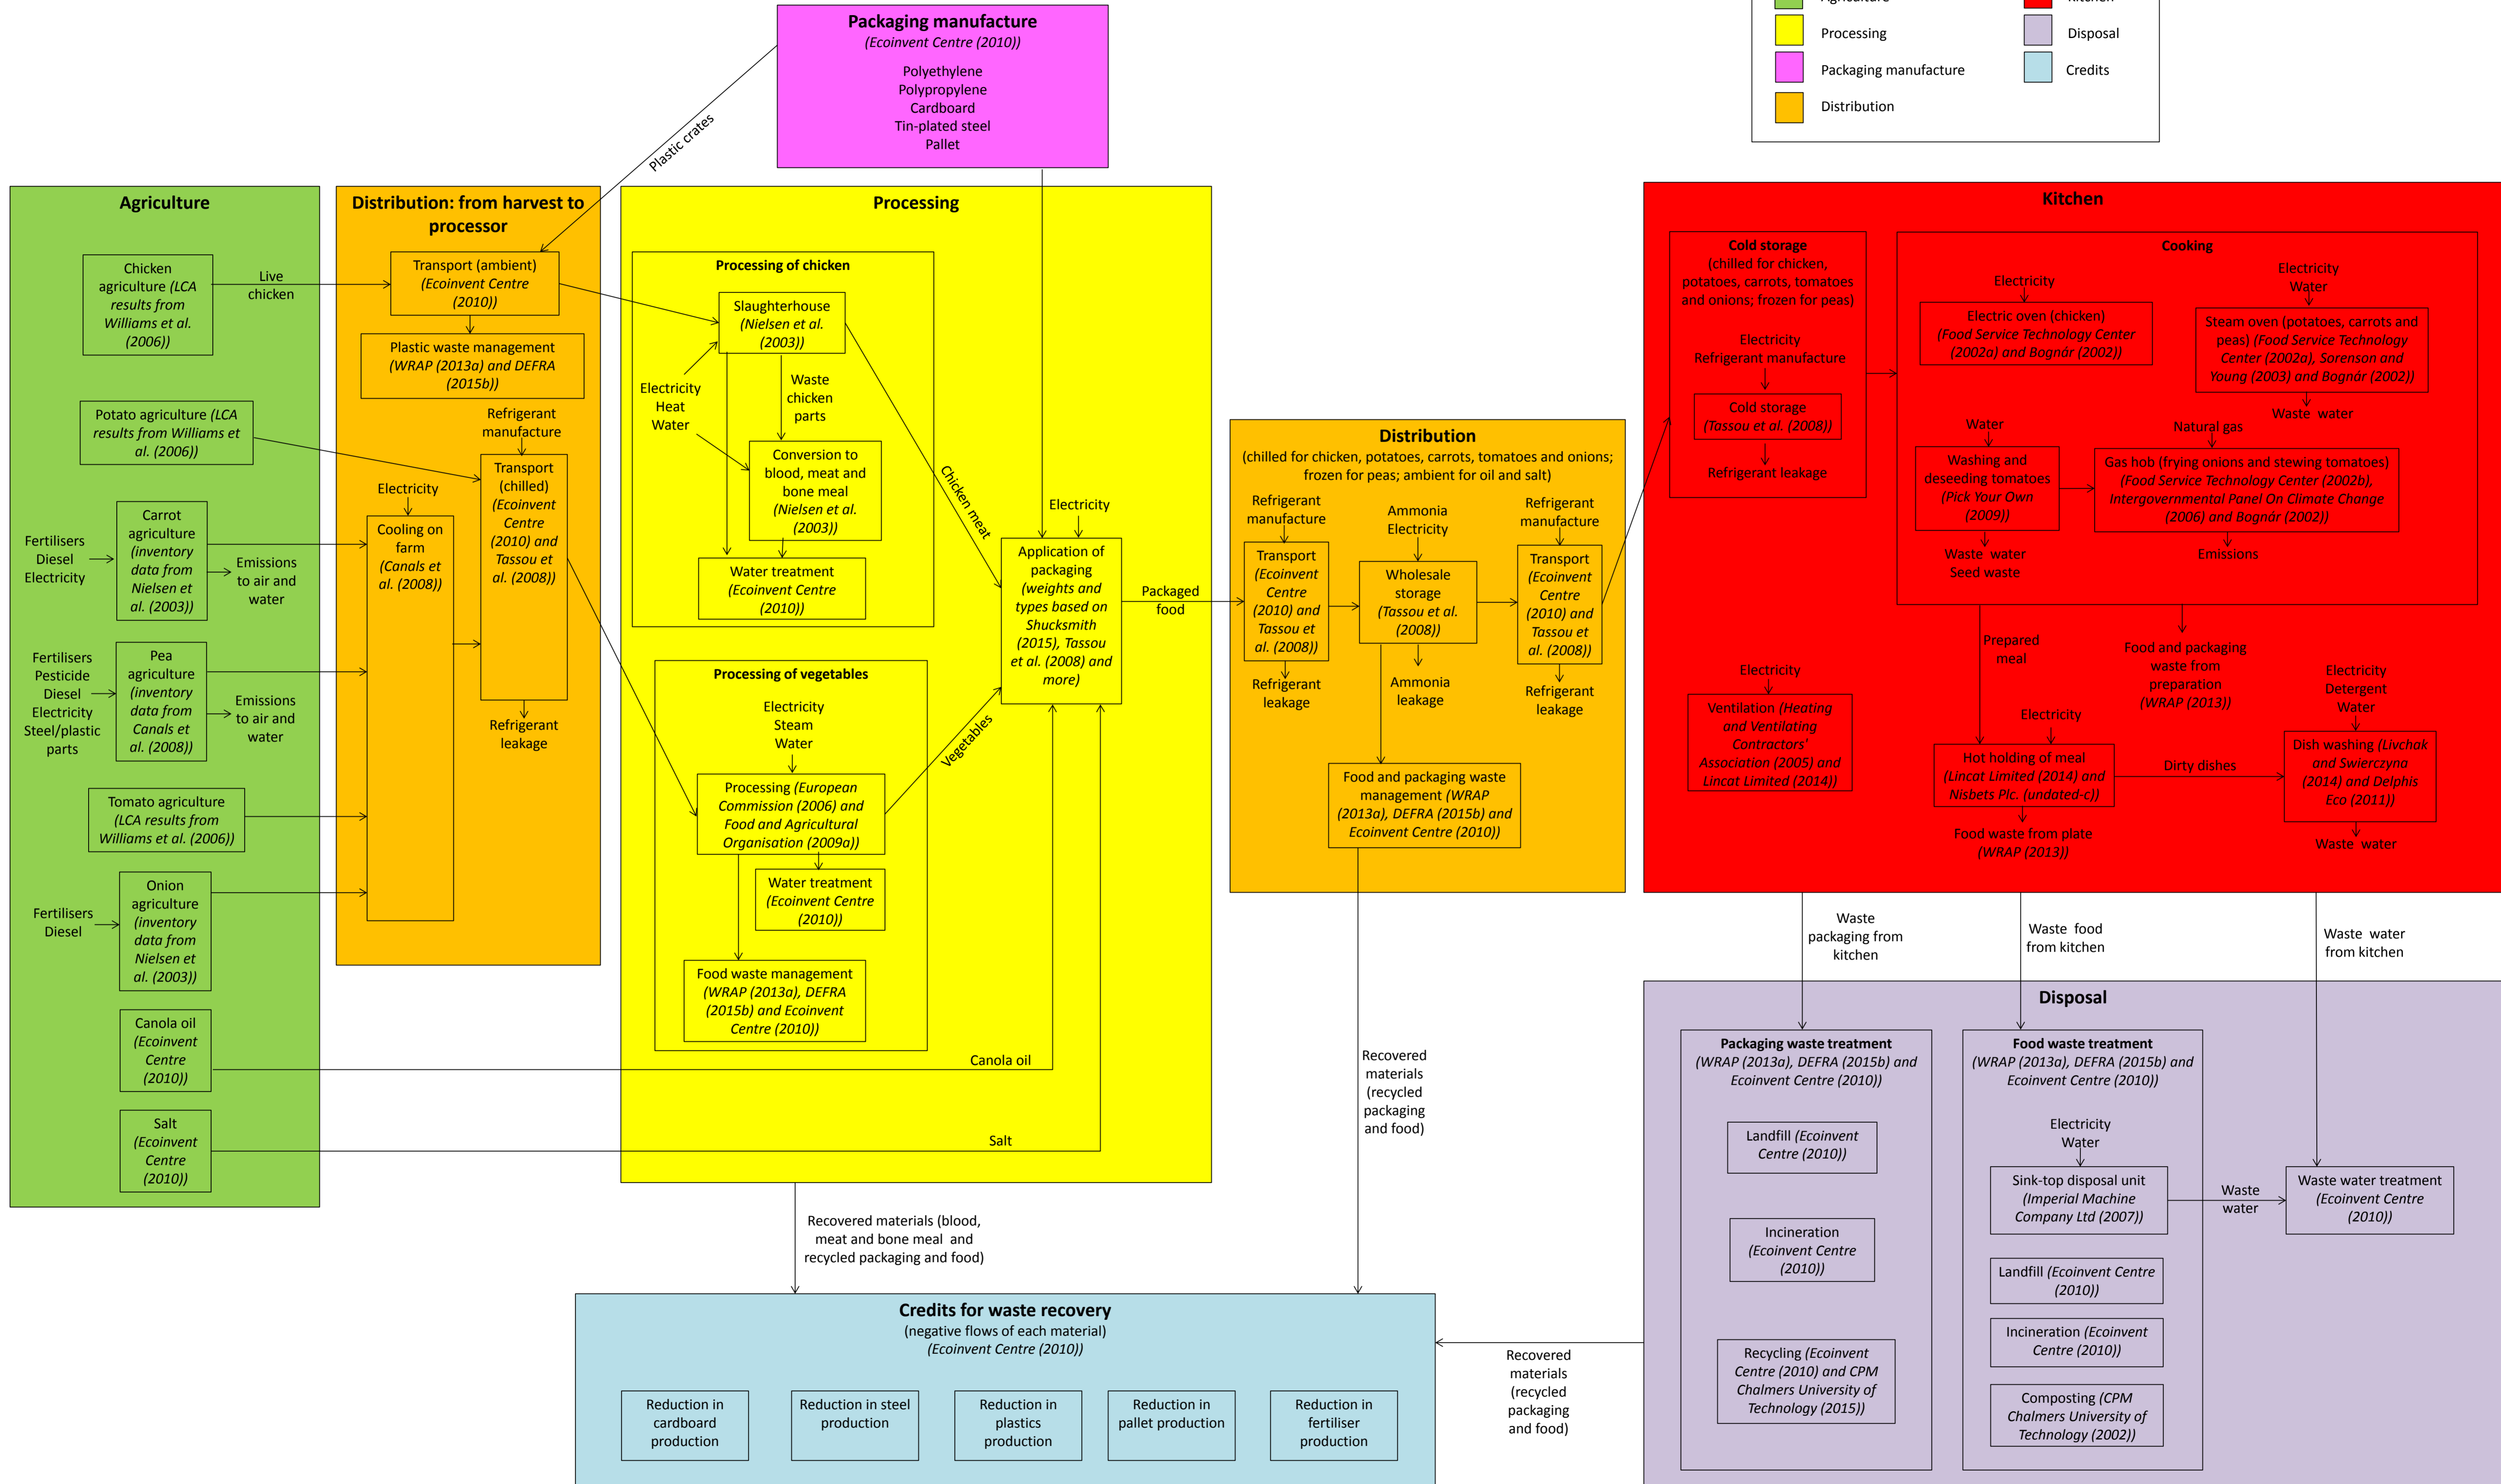 Agriculture
Kitchen
Processing
Disposal
Packaging manufacture
Credits
Distribution
Packaging manufacture
(Ecoinvent Centre (2010))
Polyethylene
Polypropylene
Cardboard
Tin-plated steel
Pallet
Plastic crates
Agriculture
Chicken
agriculture (LCA
results from
Williams et al.
(2006))
Live
chicken
Potato agriculture (LCA
results from Williams et
al. (2006))
Fertilisers
Diesel
Electricity
Carrot
agriculture
(inventory
data from
Nielsen et
al. (2003))
Emissions
to air and
water
Fertilisers
Pesticide
Diesel
Electricity
Steel/plastic
parts
Pea
agriculture
(inventory
data from
Canals et
al. (2008))
Emissions
to air and
water
Tomato agriculture
(LCA results from
Williams et al. (2006))
Fertilisers
Diesel
Onion
agriculture
(inventory
data from
Nielsen et
al. (2003))
Canola oil
(Ecoinvent
Centre
(2010))
Salt
(Ecoinvent
Centre
(2010))
Distribution: from harvest to
processor
Transport (ambient)
(Ecoinvent Centre
(2010))
Plastic waste management
(WRAP (2013a) and DEFRA
(2015b))
Refrigerant
manufacture
Transport
(chilled)
(Ecoinvent
Centre
(2010) and
Tassou et
al. (2008))
Refrigerant
leakage
Electricity
Cooling on
farm
(Canals et
al. (2008))
Processing
Processing of chicken
Slaughterhouse
(Nielsen et al.
(2003))
Electricity
Heat
Water
Waste
chicken
parts
Conversion to
blood, meat and
bone meal
(Nielsen et al.
(2003))
Water treatment
(Ecoinvent Centre
(2010))
Chicken meat
Processing of vegetables
Electricity
Steam
Water
Processing (European
Commission (2006) and
Food and Agricultural
Organisation (2009a))
Water treatment
(Ecoinvent Centre
(2010))
Food waste management
(WRAP (2013a), DEFRA
(2015b) and Ecoinvent
Centre (2010))
Vegetables
Electricity
Application of
packaging
(weights and
types based on
Shucksmith
(2015), Tassou
et al. (2008) and
more)
Canola oil
Salt
Packaged
food
Distribution
(chilled for chicken, potatoes, carrots, tomatoes and onions;
frozen for peas; ambient for oil and salt)
Refrigerant
manufacture
Transport
(Ecoinvent
Centre
(2010) and
Tassou et
al. (2008))
Refrigerant
leakage
Ammonia
Electricity
Wholesale
storage
(Tassou et al.
(2008))
Ammonia
leakage
Refrigerant
manufacture
Transport
(Ecoinvent
Centre
(2010) and
Tassou et
al. (2008))
Refrigerant
leakage
Food and packaging waste
management (WRAP
(2013a), DEFRA (2015b) and
Ecoinvent Centre (2010))
Kitchen
Cold storage
(chilled for chicken,
potatoes, carrots, tomatoes
and onions; frozen for peas)
Electricity
Refrigerant manufacture
Cold storage
(Tassou et al. (2008))
Refrigerant leakage
Cooking
Electricity
Electric oven (chicken)
(Food Service Technology Center
(2002a) and Bognár (2002))
Electricity
Water
Steam oven (potatoes, carrots and
peas) (Food Service Technology
Center (2002a), Sorenson and
Young (2003) and Bognár (2002))
Waste water
Water
Washing and
deseeding tomatoes
(Pick Your Own
(2009))
Waste water
Seed waste
Natural gas
Gas hob (frying onions and stewing tomatoes)
(Food Service Technology Center (2002b),
Intergovernmental Panel On Climate Change
(2006) and Bognár (2002))
Emissions
Electricity
Ventilation (Heating
and Ventilating
Contractors'
Association (2005) and
Lincat Limited (2014))
Prepared
meal
Food and packaging
waste from
preparation
(WRAP (2013))
Electricity
Hot holding of meal
(Lincat Limited (2014) and
Nisbets Plc. (undated-c))
Food waste from plate
(WRAP (2013))
Dirty dishes
Electricity
Detergent
Water
Dish washing (Livchak
and Swierczyna
(2014) and Delphis
Eco (2011))
Waste water
Waste
packaging from
kitchen
Waste food
from kitchen
Waste water
from kitchen
Disposal
Packaging waste treatment
(WRAP (2013a), DEFRA (2015b) and
Ecoinvent Centre (2010))
Landfill (Ecoinvent
Centre (2010))
Incineration
(Ecoinvent Centre
(2010))
Recycling (Ecoinvent
Centre (2010) and CPM
Chalmers University of
Technology (2015))
Food waste treatment
(WRAP (2013a), DEFRA (2015b) and
Ecoinvent Centre (2010))
Electricity
Water
Sink-top disposal unit
(Imperial Machine
Company Ltd (2007))
Landfill (Ecoinvent Centre
(2010))
Incineration (Ecoinvent
Centre (2010))
Composting (CPM
Chalmers University of
Technology (2002))
Waste
water
Waste water treatment
(Ecoinvent Centre
(2010))
Recovered materials (blood,
meat and bone meal and
recycled packaging and food)
Recovered
materials
(recycled
packaging
and food)
Recovered
materials
(recycled
packaging
and food)
Credits for waste recovery
(negative flows of each material)
(Ecoinvent Centre (2010))
Reduction in
cardboard
production
Reduction in steel
production
Reduction in
plastics
production
Reduction in
pallet production
Reduction in
fertiliser
production